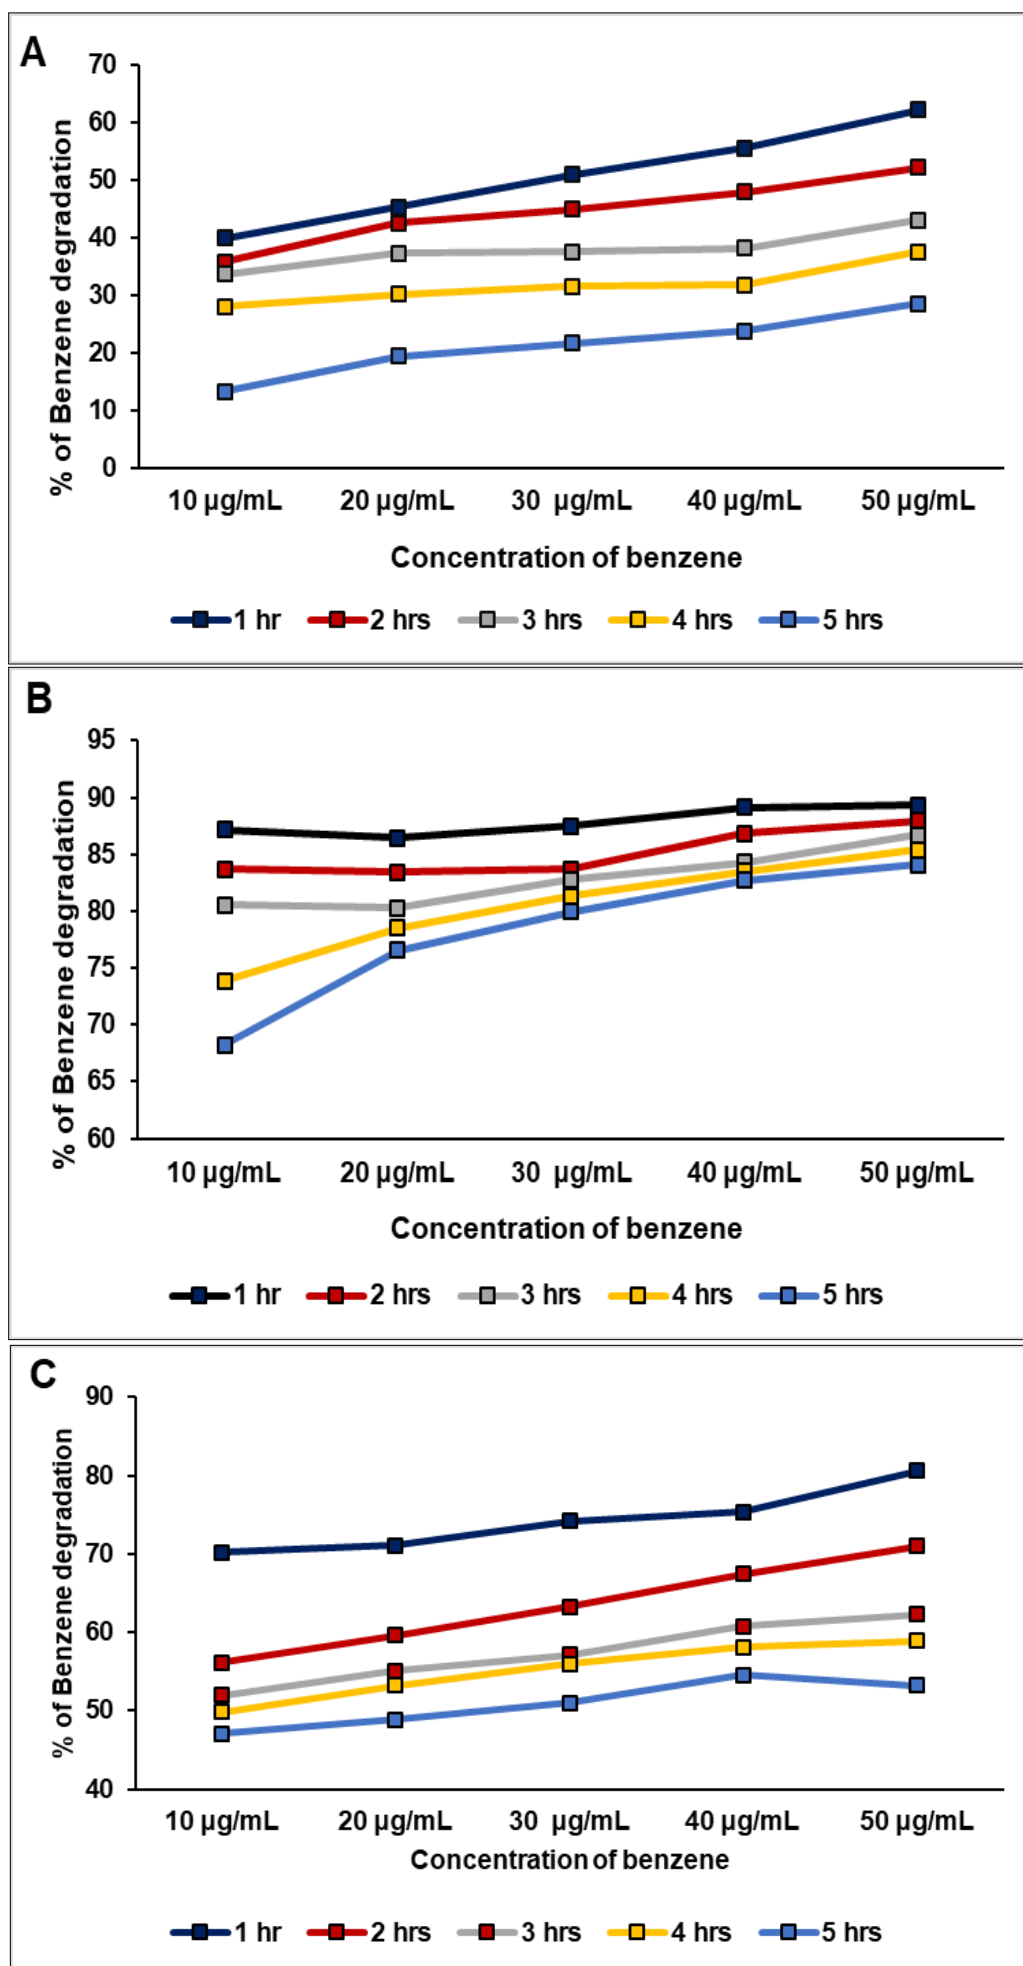 A
% of Benzene degradation
70
60
50
40
30
20
10
0
10 µg/mL 20 µg/mL 30 µg/mL 40 µg/mL 50 µg/mL
Concentration of benzene
1 hr 2 hrs 3 hrs 4 hrs 5 hrs
B
% of Benzene degradation
95
90
85
80
75
70
65
60
10 µg/mL 20 µg/mL 30 µg/mL 40 µg/mL 50 µg/mL
Concentration of benzene
1 hr 2 hrs 3 hrs 4 hrs 5 hrs
C
% of Benzene degradation
90
80
70
60
50
40
10 µg/mL 20 µg/mL 30 µg/mL 40 µg/mL 50 µg/mL
Concentration of benzene
1 hr 2 hrs 3 hrs 4 hrs 5 hrs